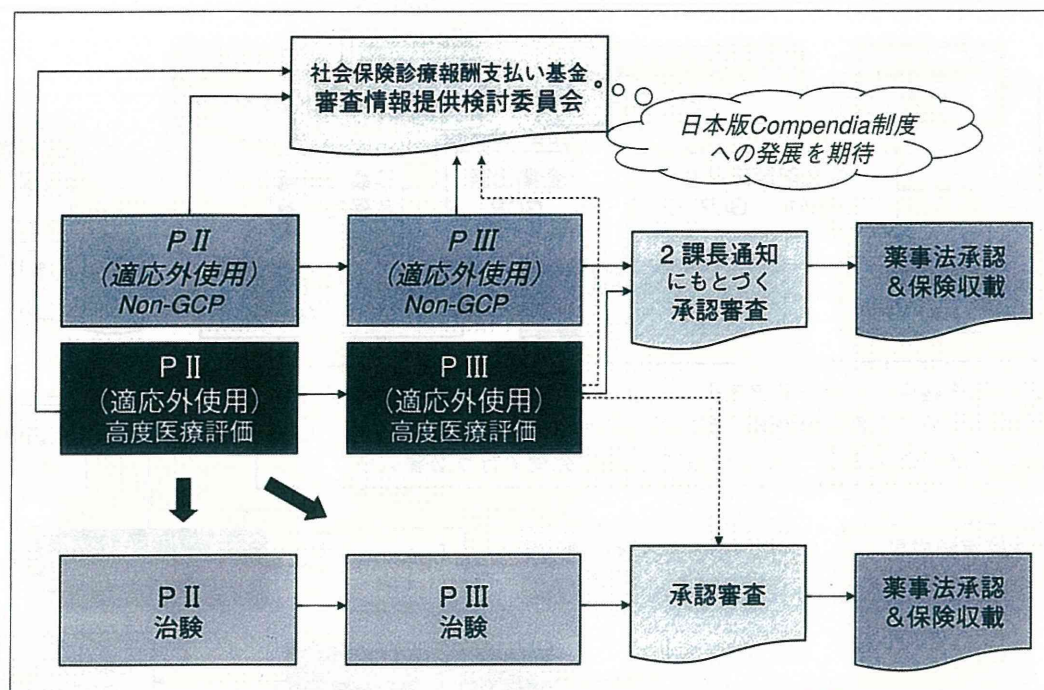 社会保険診療報酬支払い基金
審査情報提供検討委員会
日本版Compendia制度
への発展を期待
P II
(適応外使用)
Non-GCP
P III
(適応外使用)
Non-GCP
2課長通知
にもとづく
承認審査
薬事法承認
&保険収載
P II
(適応外使用)
高度医療評価
P III
(適応外使用)
高度医療評価
P II
治験
P III
治験
承認審査
薬事法承認
&保険収載